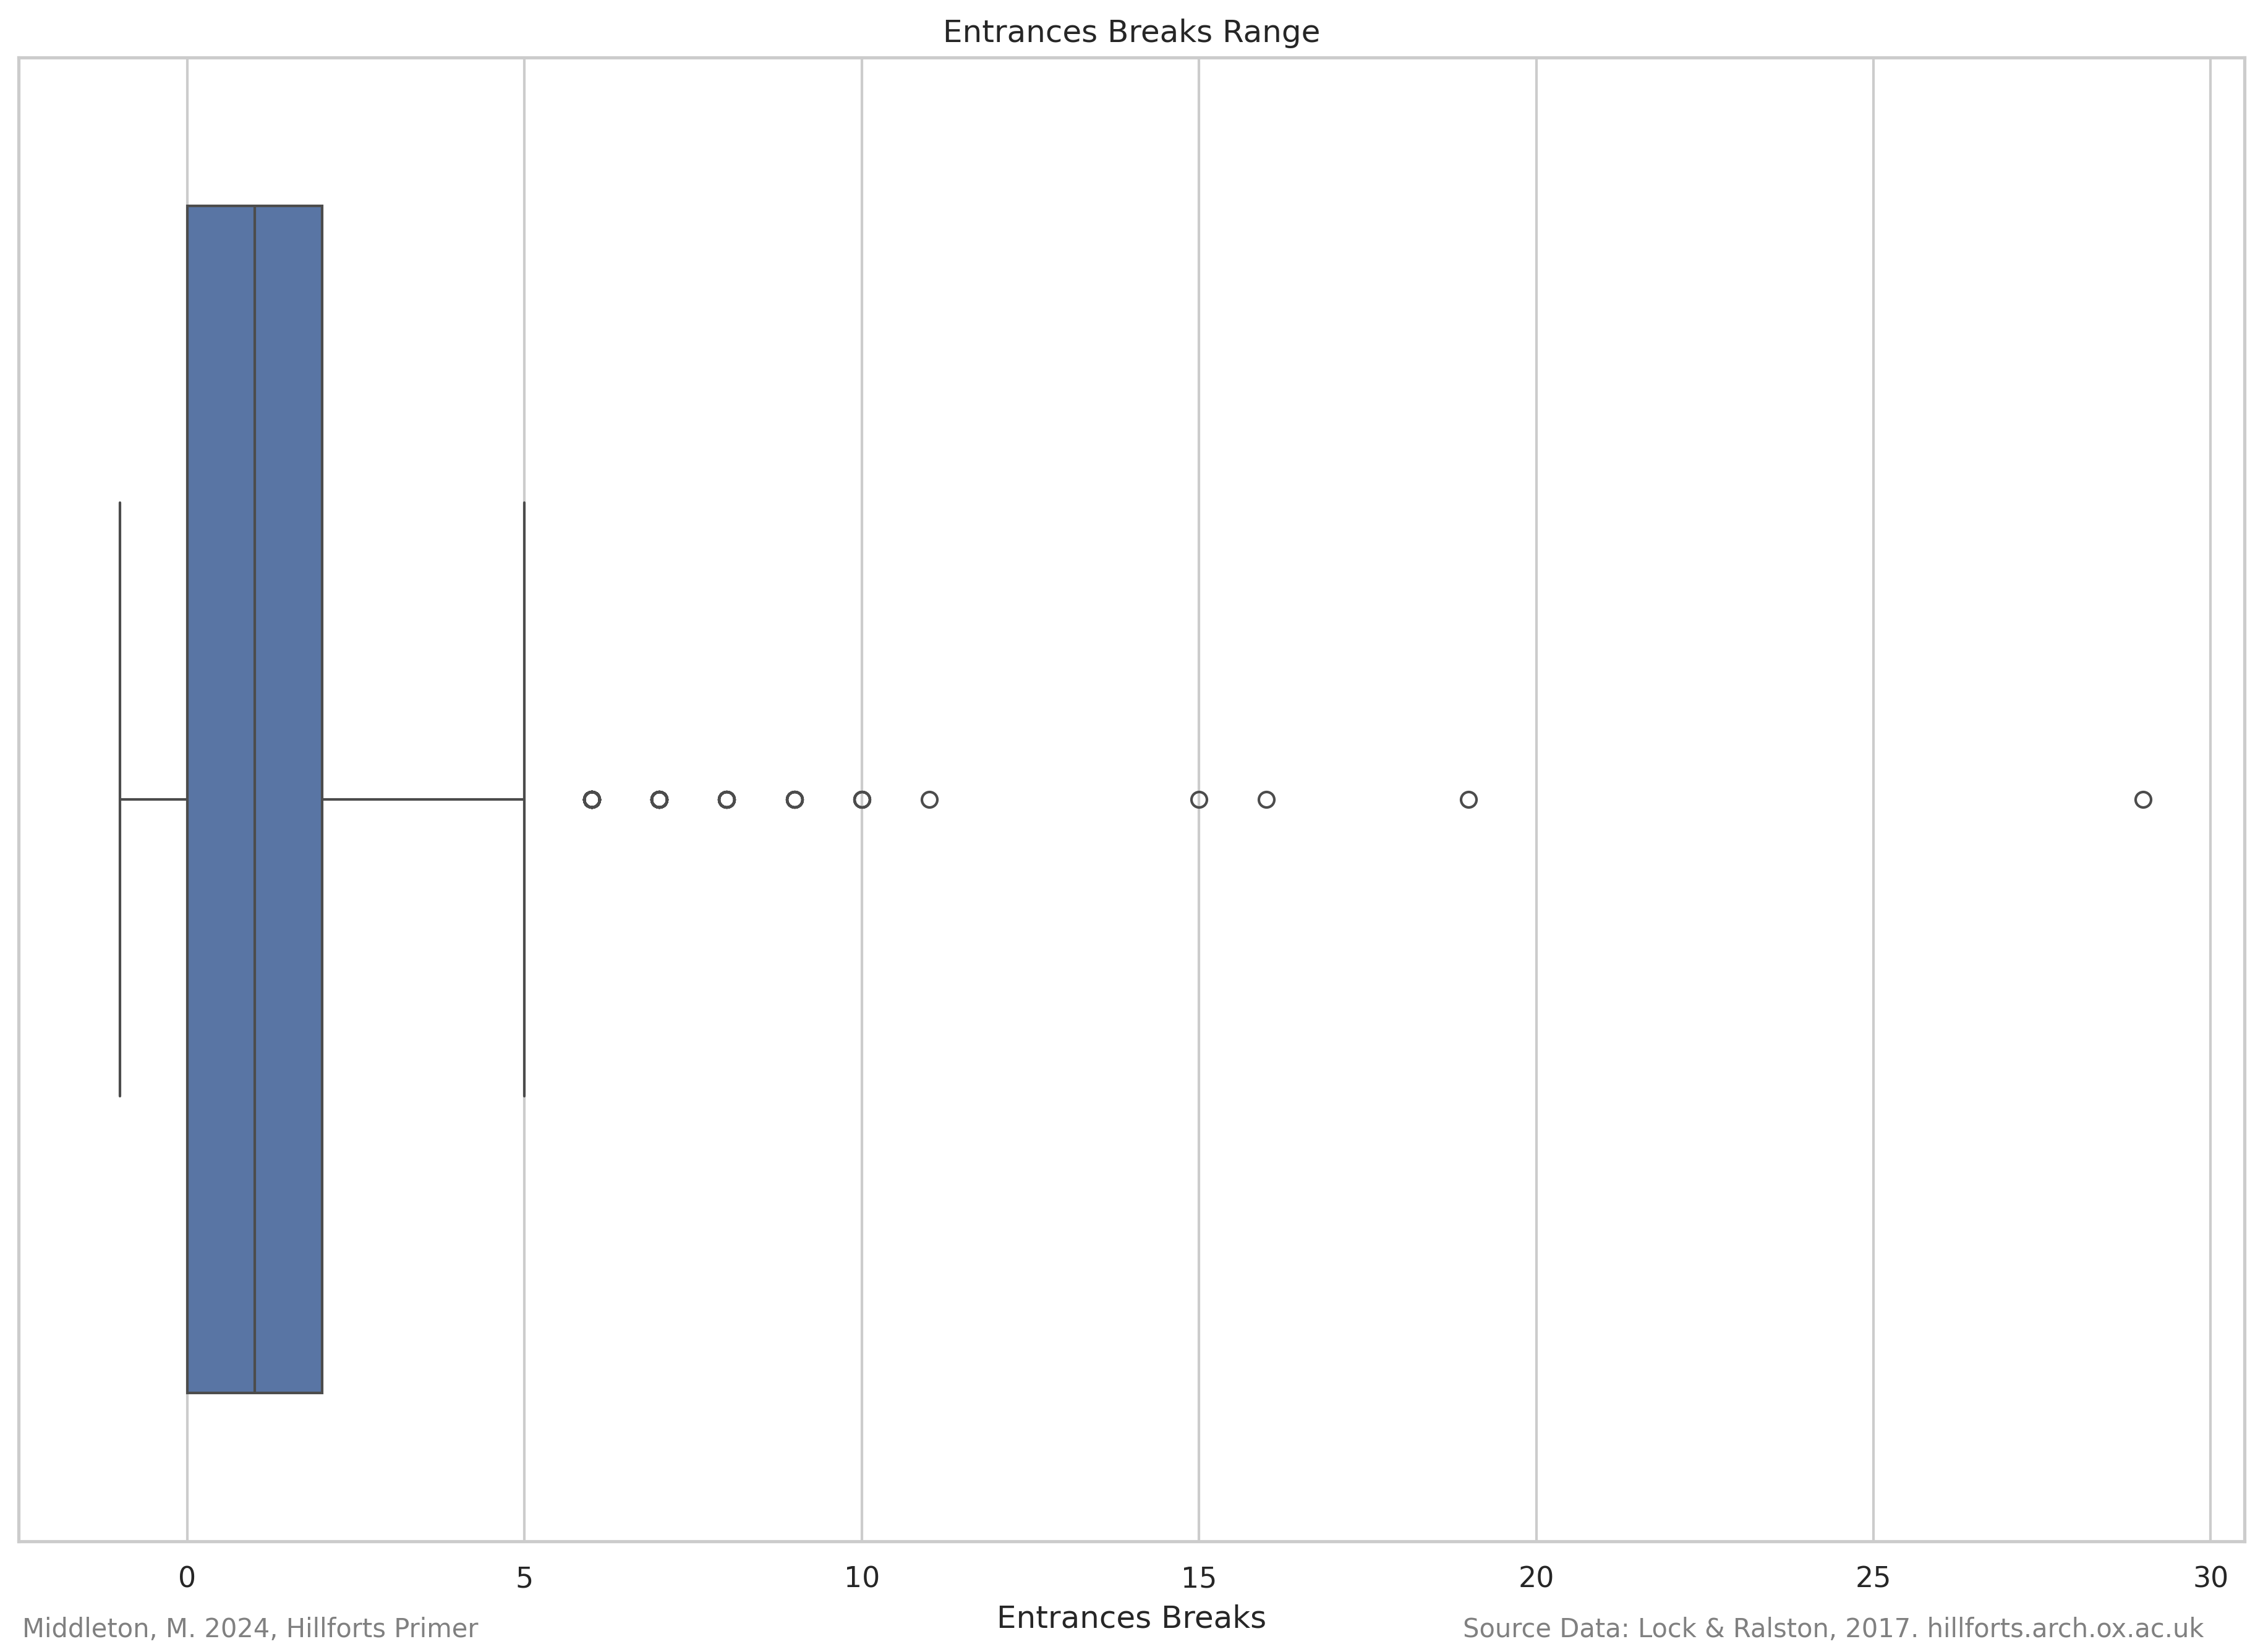 Entrances Breaks Range
0 5 10 15 20 25 30
Entrances Breaks
Middleton, M. 2024, Hillforts Primer
Source Data: Lock & Ralston, 2017. hillforts.arch.ox.ac.uk